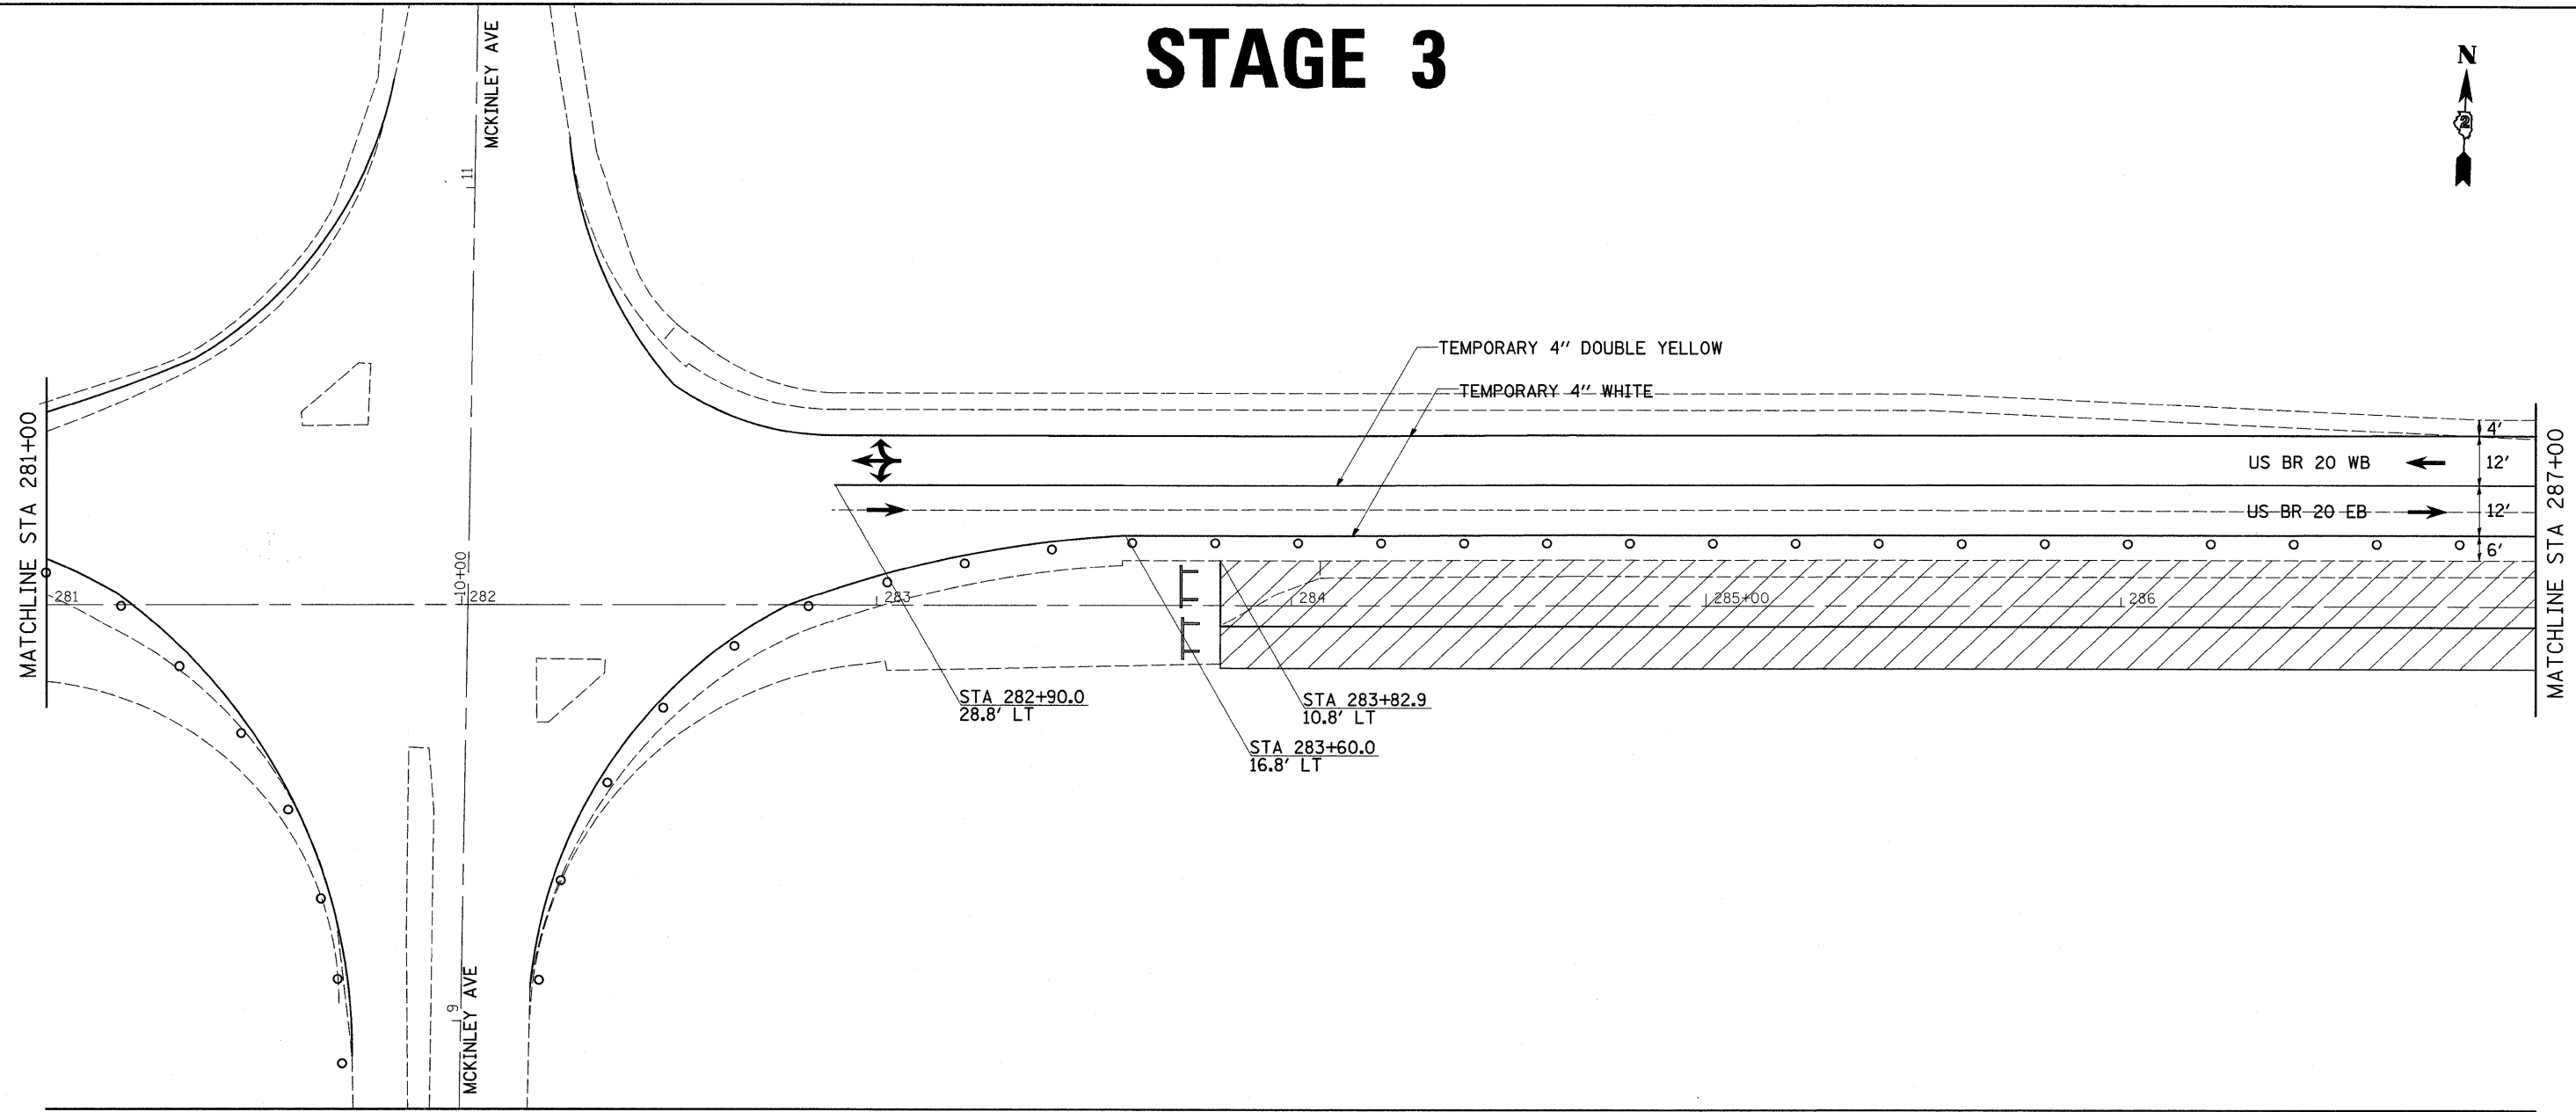 STAGE 3
N
2
MCKINLEY AVE
11
TEMPORARY 4'' DOUBLE YELLOW
TEMPORARY 4'' WHITE
4'
US BR 20 WB
12'
US BR 20 EB
12'
6'
MATCHLINE STA 281+00
MATCHLINE STA 287+00
10+00
281
282
283
284
285+00
286
STA 282+90.0
28.8' LT
STA 283+82.9
10.8' LT
STA 283+60.0
16.8' LT
9
MCKINLEY AVE